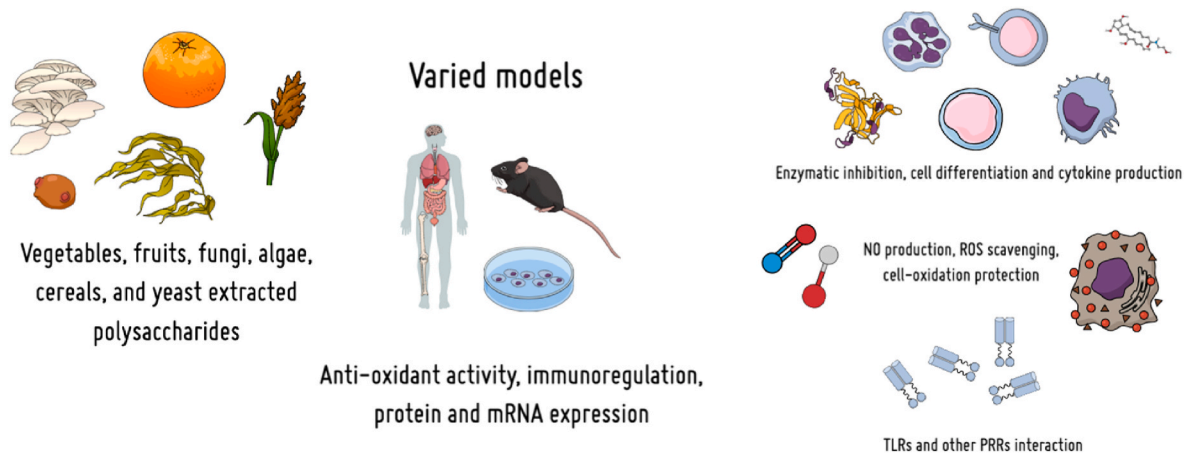 Vegetables, fruits, fungi, algae,
cereals, and yeast extracted
polysaccharides
Varied models
Anti-oxidant activity, immunoregulation,
protein and mRNA expression
Enzymatic inhibition, cell differentiation and cytokine production
NO production, ROS scavenging,
cell-oxidation protection
TLRs and other PRRs interaction